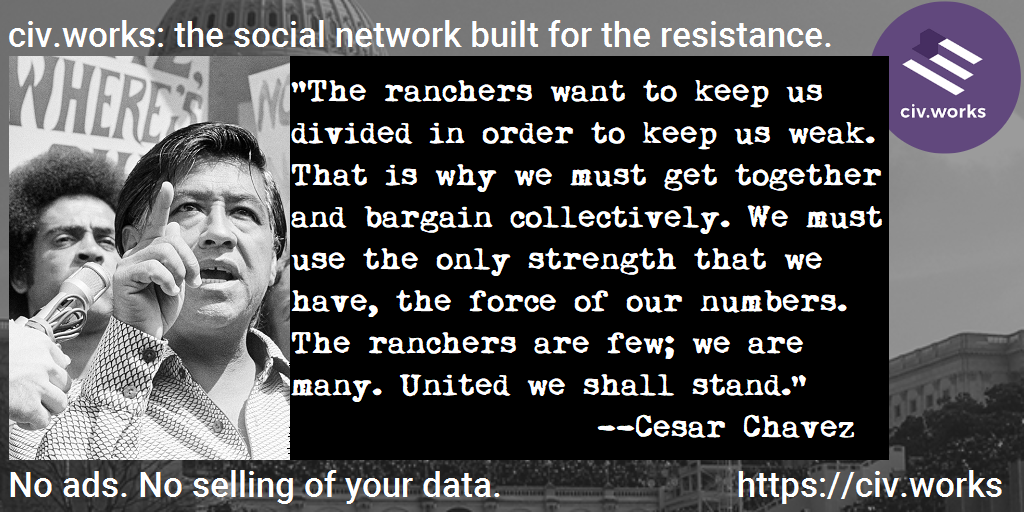 civ.works: the social network built for the resistance.
civ.works
WHERE'S
"The ranchers want to keep us
divided in order to keep us weak.
That is why we must get together
and bargain collectively. We must
use the only strength that we
have, the force of our numbers.
The ranchers are few; we are
many. United we shall stand."
--Cesar Chavez
No ads. No selling of your data.
https://civ.works